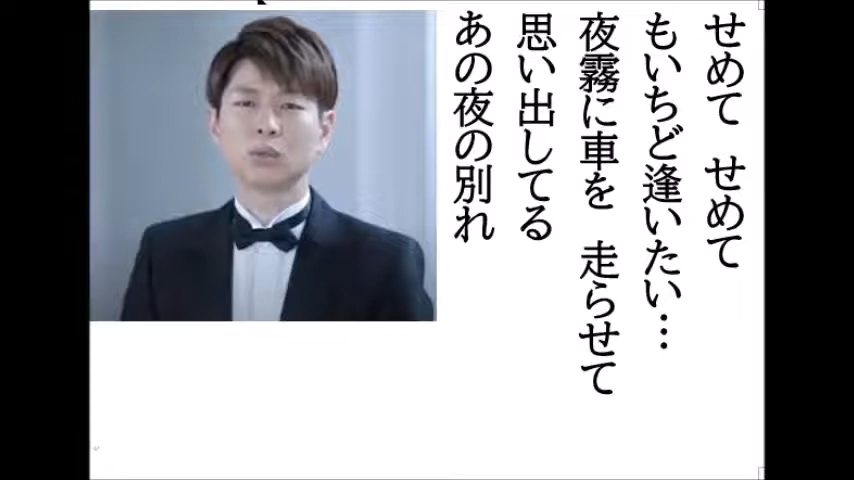 せめて　せめて
もいちど逢いたい…
夜霧に車を　走らせて
思い出してる
あの夜の別れ